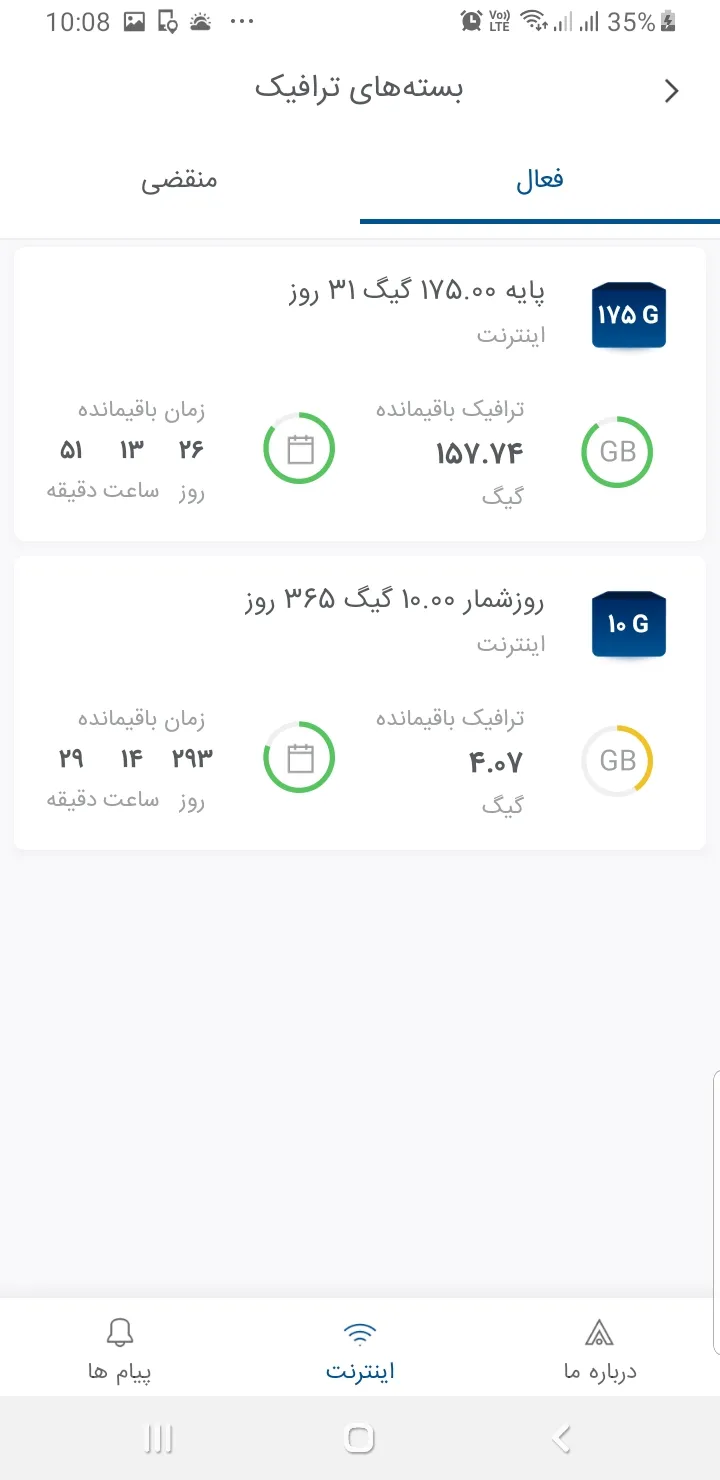 10:08 Vo)) LTE 35%
بسته‌های ترافیک
فعال
منقضی
پایه ۱۷۵.۰۰ گیگ ۳۱ روز
۱۷۵ G
اینترنت
ترافیک باقیمانده
GB
۱۵۷.۷۴
گیگ
زمان باقیمانده
۲۶ ۱۳ ۵۱
روز ساعت دقیقه
روزشمار ۱۰.۰۰ گیگ ۳۶۵ روز
۱۰ G
اینترنت
ترافیک باقیمانده
GB
۴.۰۷
گیگ
زمان باقیمانده
۲۹۳ ۱۴ ۲۹
روز ساعت دقیقه
درباره ما
اینترنت
پیام ها